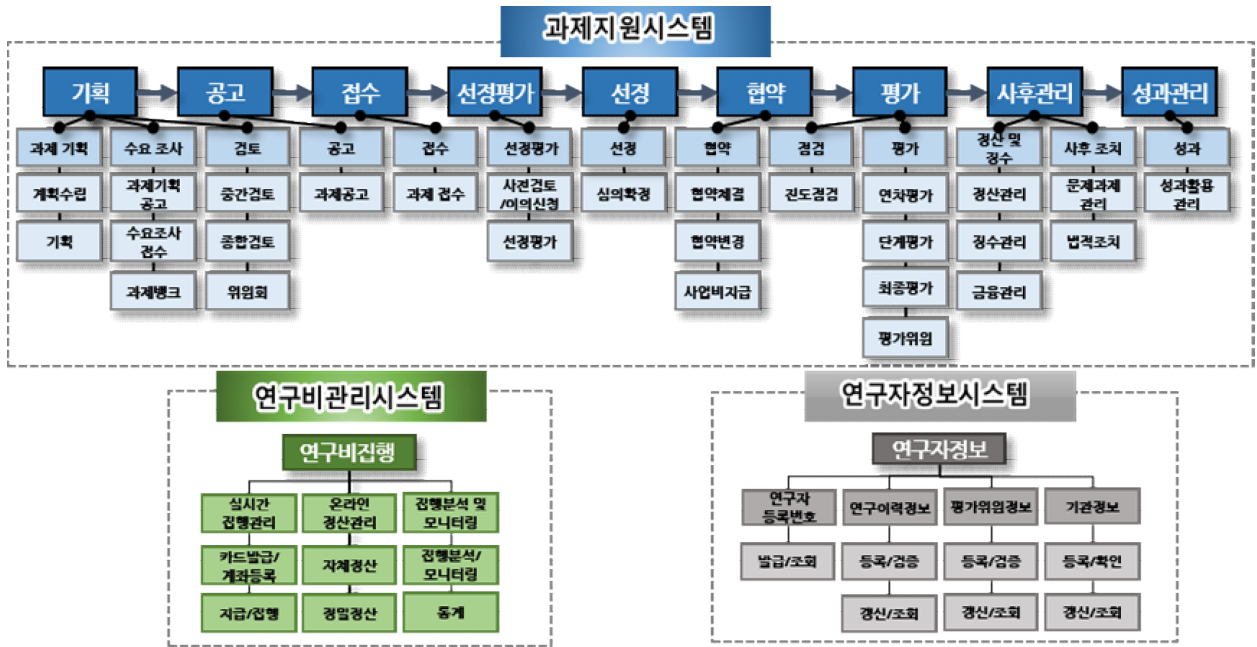 과제지원시스템
기획
공고
접수
선정평가
선정
협약
평가
사후관리
성과관리
과제 기획
수요 조사
검토
공고
접수
선정평가
선정
협약
점검
평가
정산 및
징수
사후 조치
성과
계획수립
과제기획
공고
중간검토
과제공고
과제 접수
사전검토
/이의신청
심의확정
협약체결
진도점검
연차평가
정산관리
문제과제
관리
성과활용
관리
기획
수요조사
접수
종합검토
선정평가
협약변경
단계평가
징수관리
법적조치
과제뱅크
위원회
사업비지급
최종평가
금융관리
평가위원
연구비관리시스템
연구비집행
실시간
집행관리
온라인
정산관리
집행분석 및
모니터링
카드발급/
계좌등록
자체정산
집행분석/
모니터링
지급/집행
정밀정산
통계
연구자정보시스템
연구자정보
연구자
등록번호
연구이력정보
평가위원정보
기관정보
발급/조회
등록/검증
등록/검증
등록/확인
갱신/조회
갱신/조회
갱신/조회